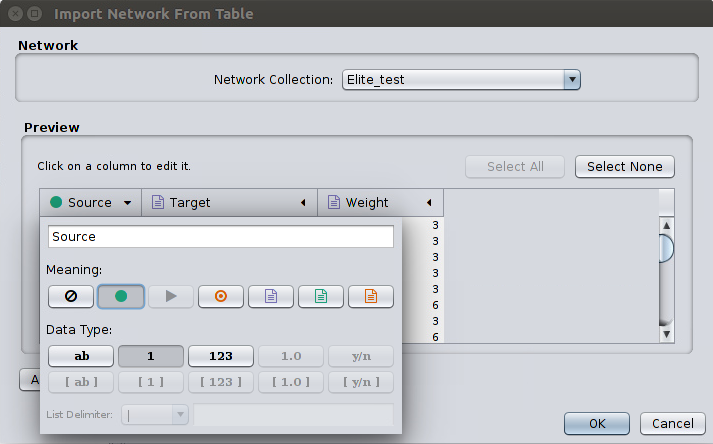 Import Network From Table
Network
Network Collection: Elite_test
Preview
Click on a column to edit it.
Select All
Select None
Source
Target
Weight
Source
Meaning:
Data Type:
ab
1
123
1.0
y/n
[ ab ]
[ 1 ]
[ 123 ]
[ 1.0 ]
[ y/n ]
List Delimiter: |
3
3
3
3
3
6
3
6
A
OK
Cancel